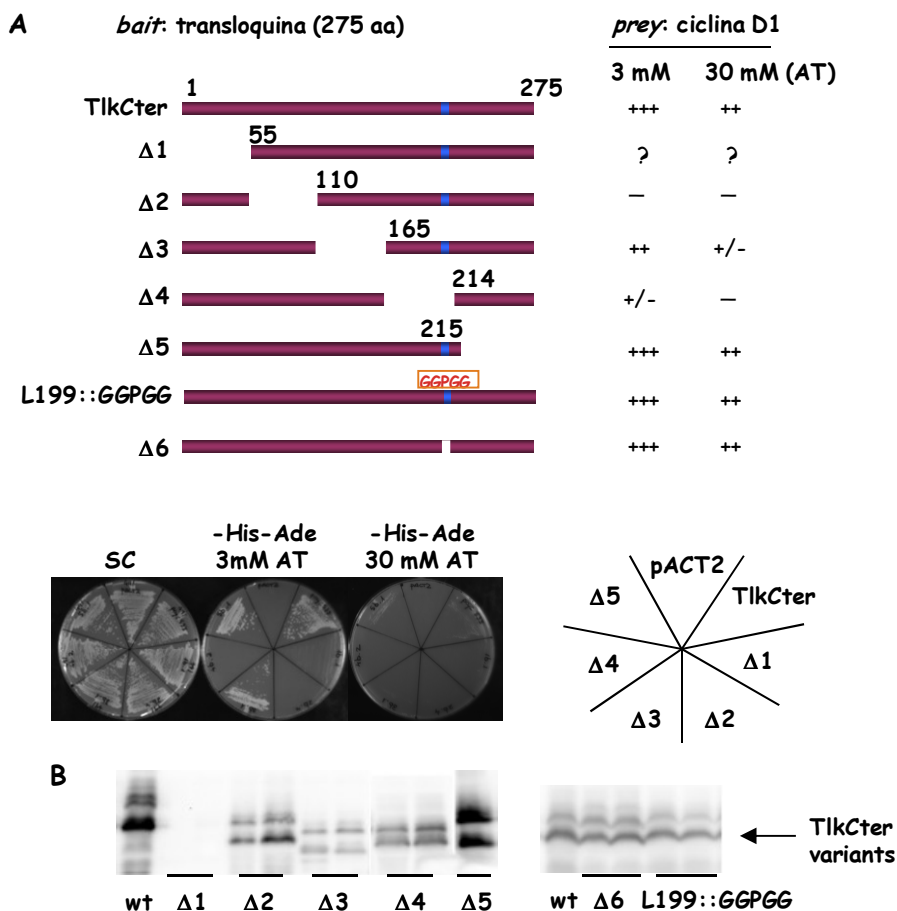 A
bait: transloquina (275 aa)
prey: ciclina D1
3 mM 30 mM (AT)
1 275
TlkCter +++ ++
55
Δ1 ? ?
110
Δ2 — —
165
Δ3 ++ +/-
214
Δ4 +/- —
215
Δ5 +++ ++
GGPGG
L199::GGPGG +++ ++
Δ6 +++ ++
SC
-His-Ade
3mM AT
-His-Ade
30 mM AT
pACT2
Δ5
TlkCter
Δ4
Δ1
Δ3
Δ2
B
TlkCter
variants
wt Δ1 Δ2 Δ3 Δ4 Δ5
wt Δ6 L199::GGPGG